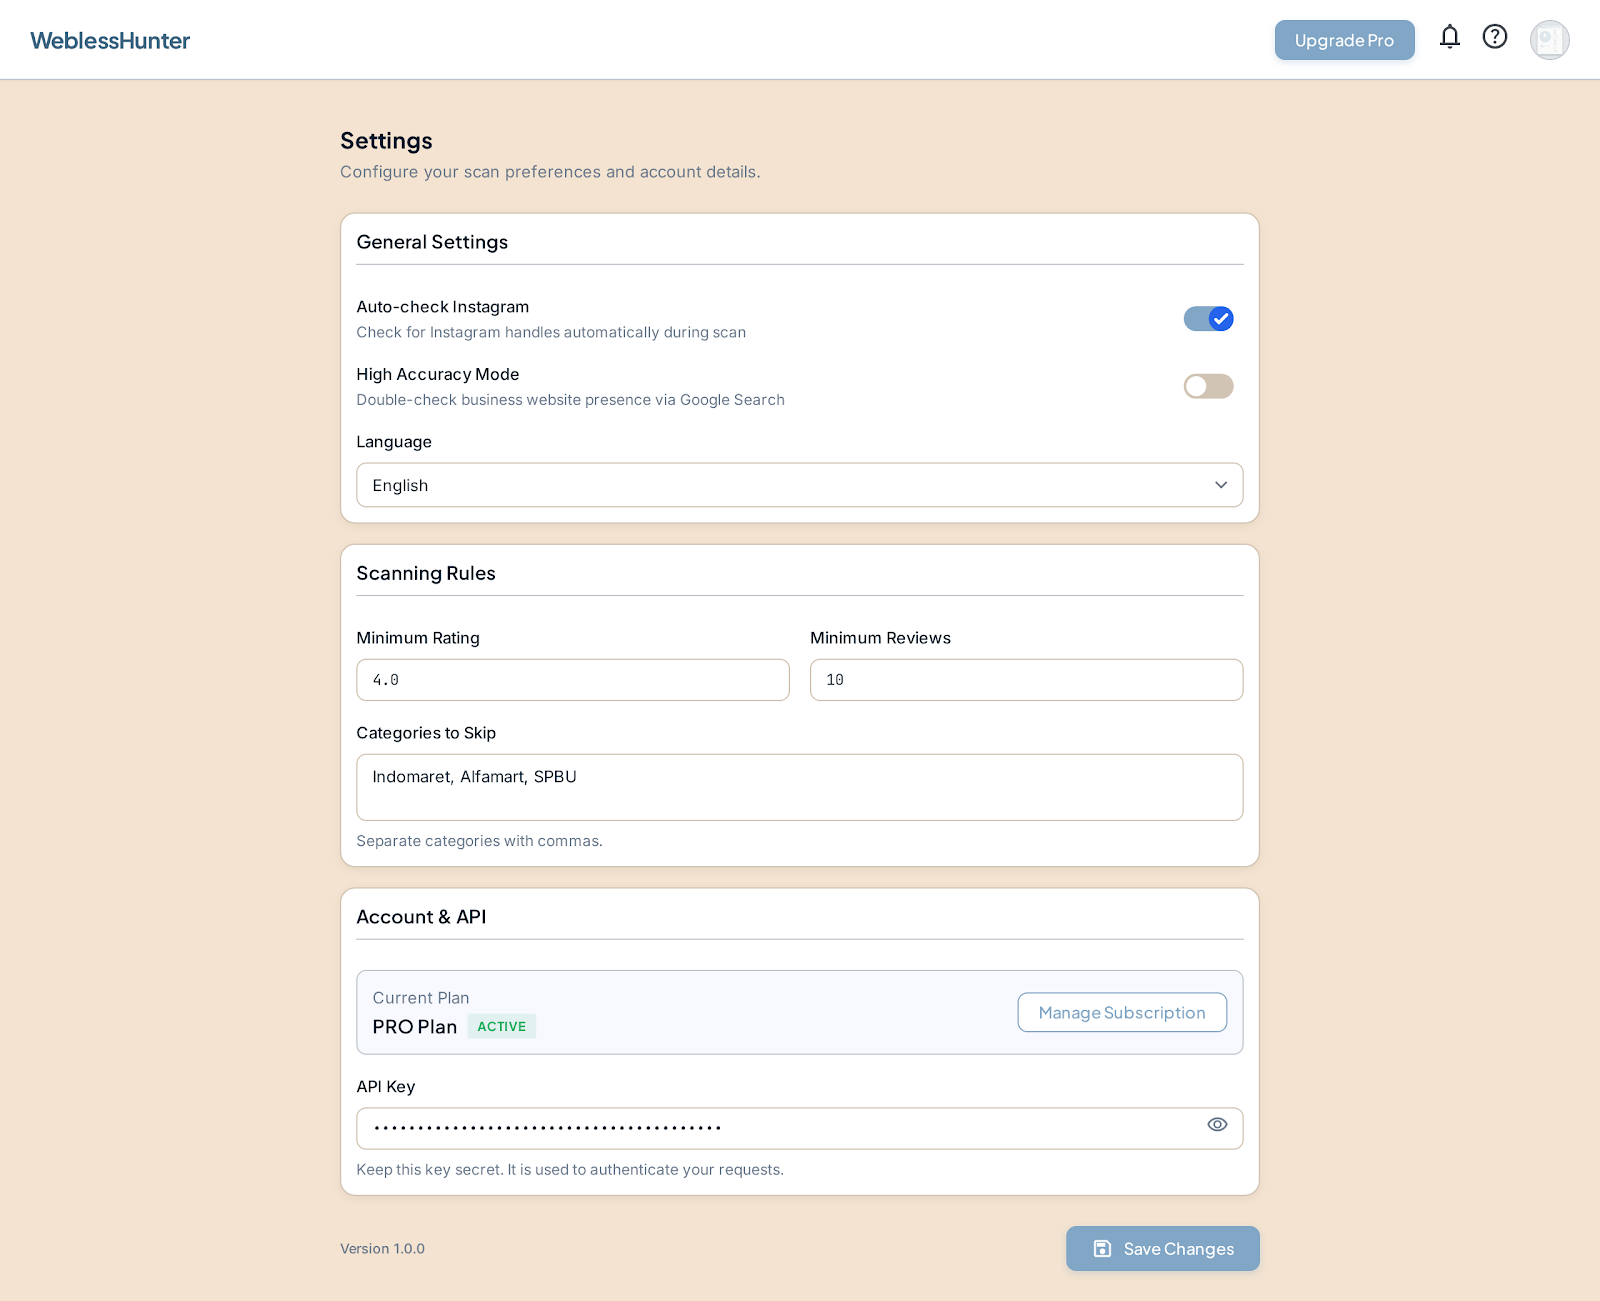 WeblessHunter
Upgrade Pro
Settings
Configure your scan preferences and account details.
General Settings
Auto-check Instagram
Check for Instagram handles automatically during scan
High Accuracy Mode
Double-check business website presence via Google Search
Language
English
Scanning Rules
Minimum Rating
Minimum Reviews
4.0
10
Categories to Skip
Indomaret, Alfamart, SPBU
Separate categories with commas.
Account & API
Current Plan
PRO Plan ACTIVE
Manage Subscription
API Key
••••••••••••••••••••••••••••••••••••••••
Keep this key secret. It is used to authenticate your requests.
Version 1.0.0
Save Changes